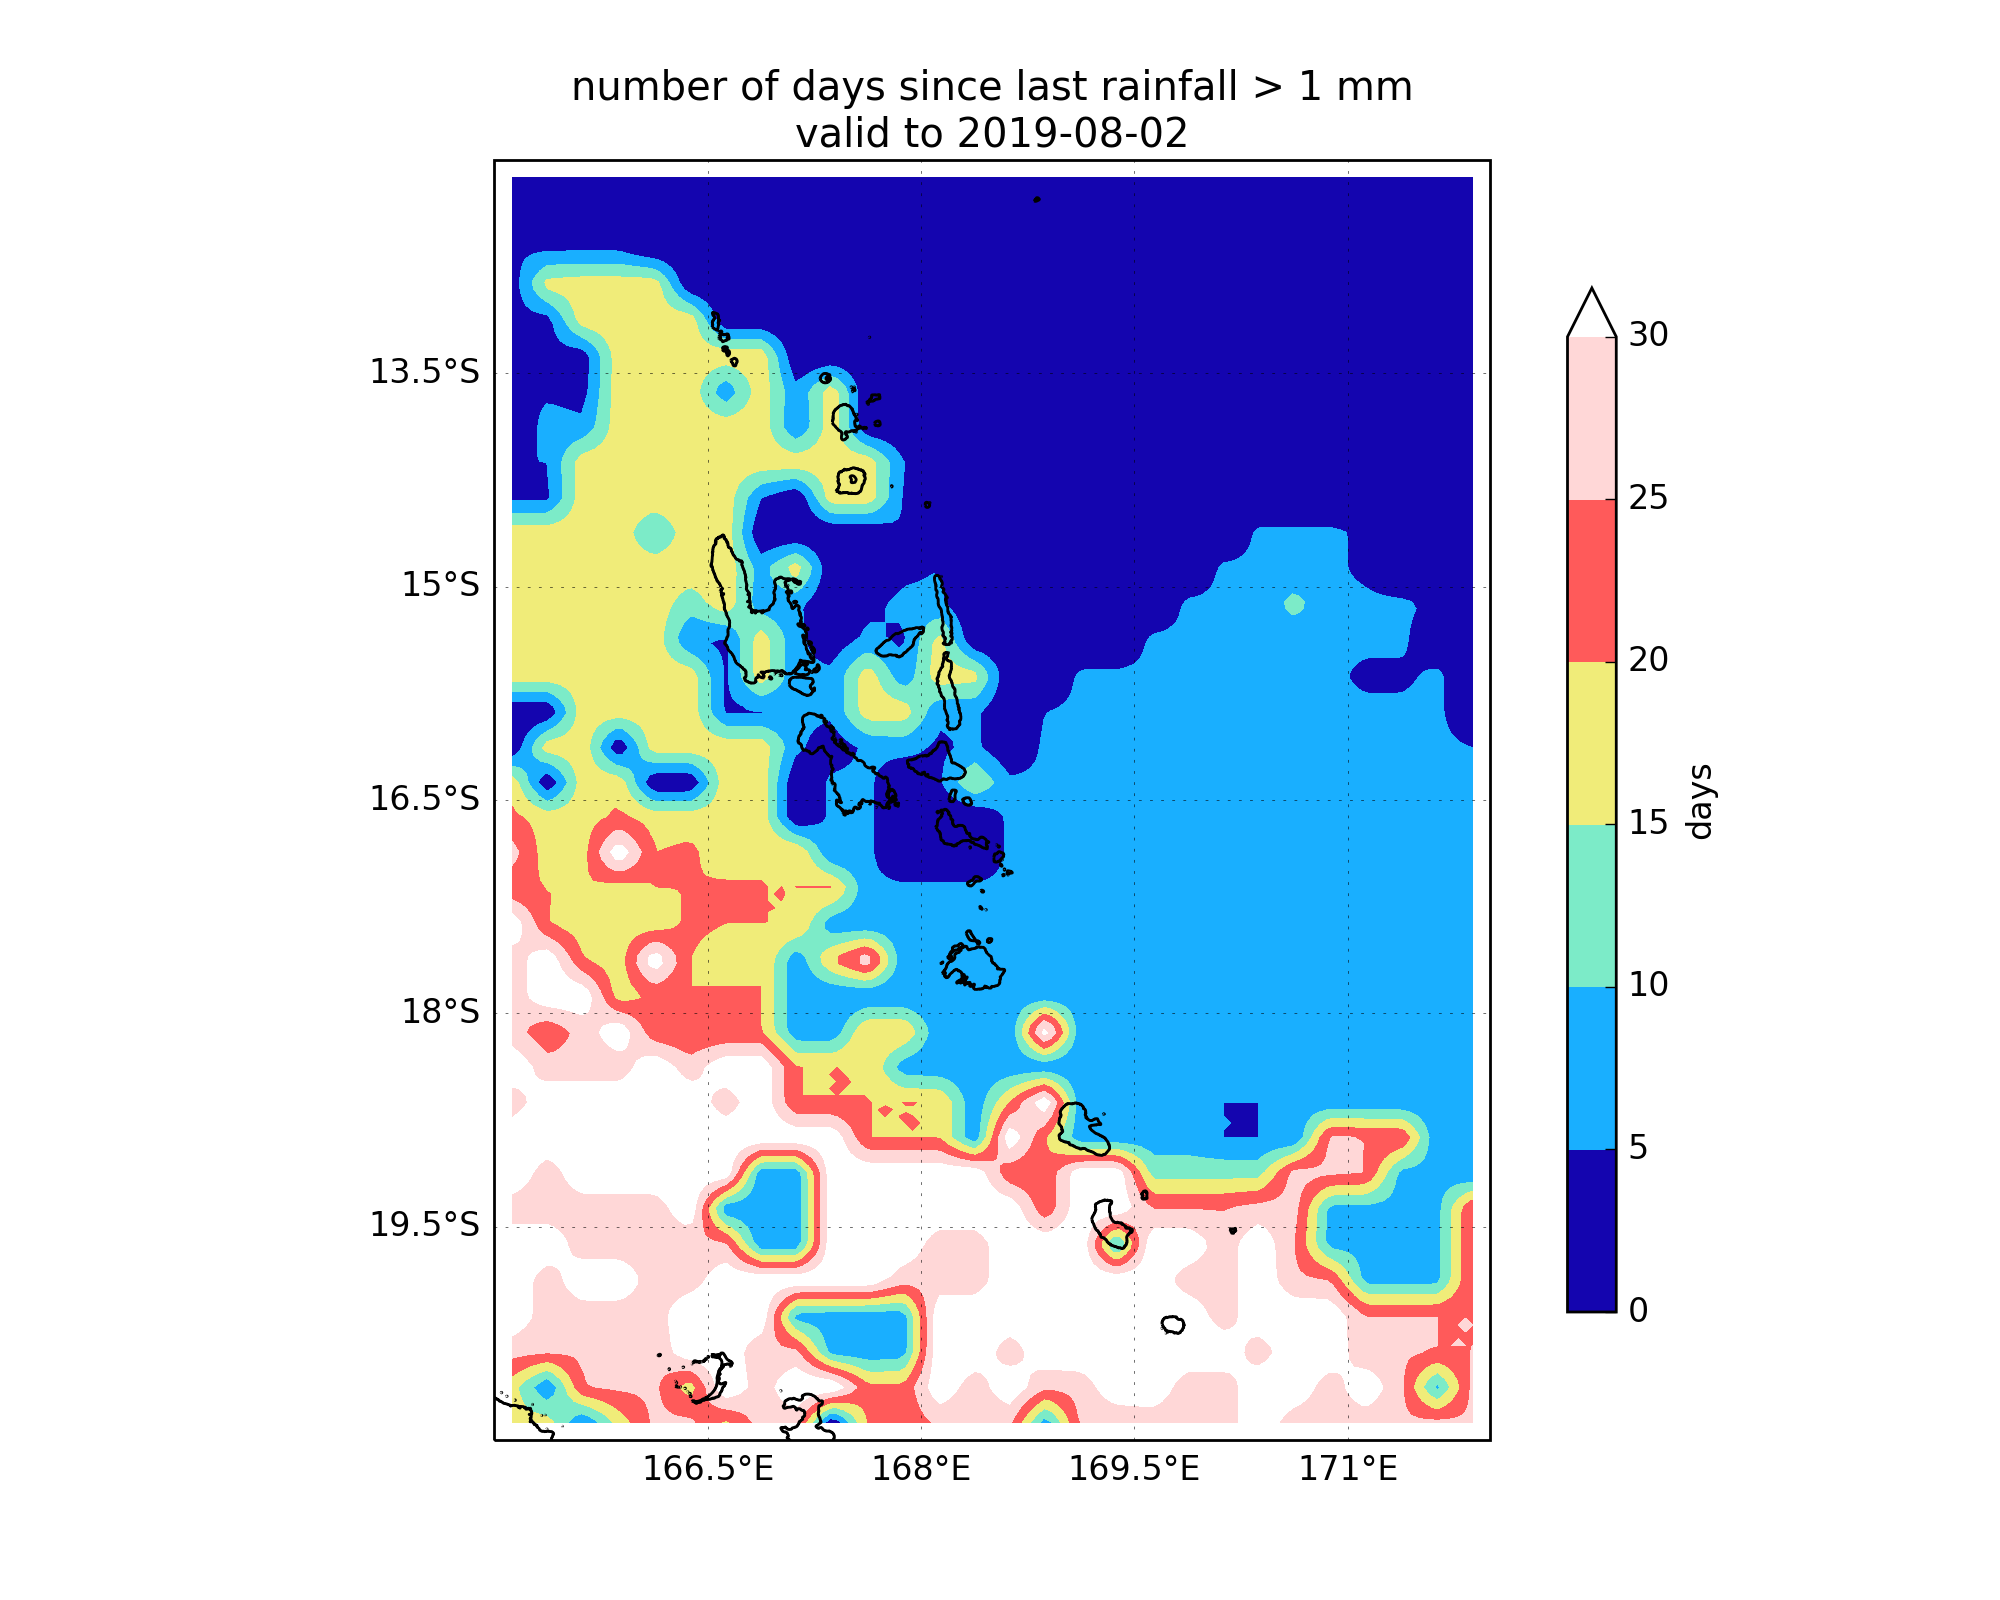 number of days since last rainfall > 1 mm
valid to 2019-08-02
13.5°S
15°S
16.5°S
18°S
19.5°S
166.5°E
168°E
169.5°E
171°E
30
25
20
15
10
5
0
days